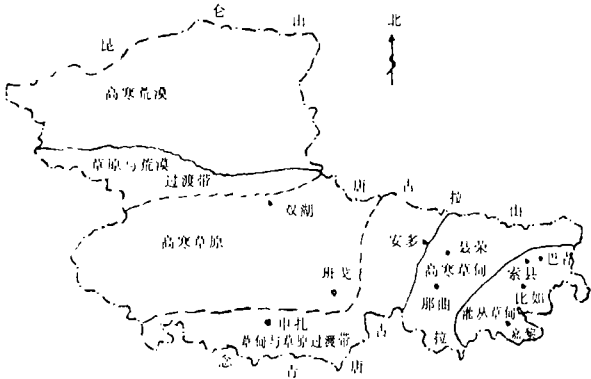 昆 仑 山
北
高寒荒漠
草原与荒漠
过渡带
唐 古 拉 山
双湖
高寒草原
安多
聂荣
巴青
索县
高寒草甸
班戈
那曲
比如
灌丛草甸
申扎
嘉黎
草甸与草原过渡带
念 青 唐 古 拉